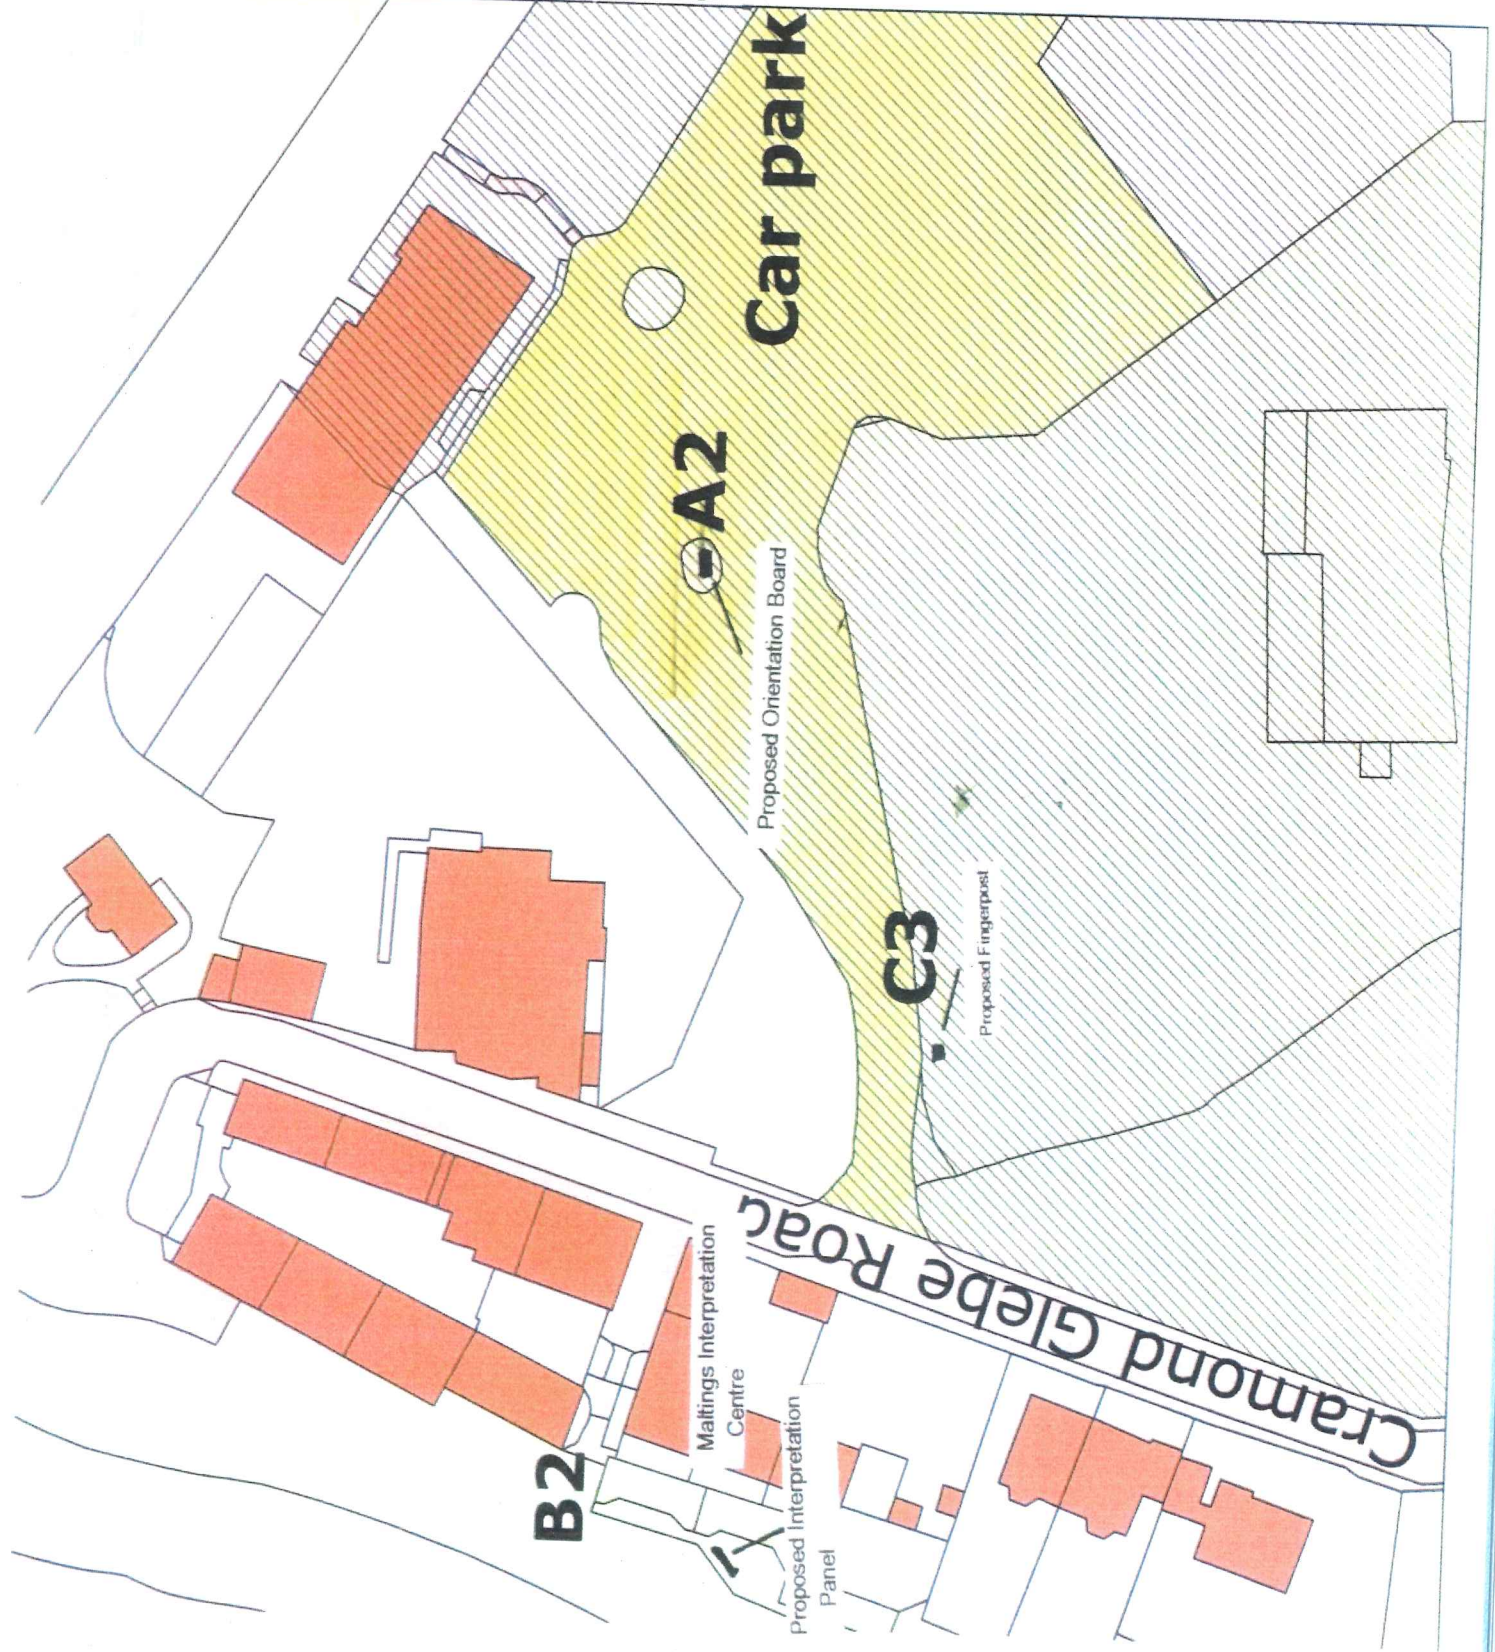 Car park
A2
Proposed Orientation Board
C3
Proposed Fingerpost
Cramond Glebe Road
Maltings Interpretation
Centre
B2
Proposed Interpretation
Panel